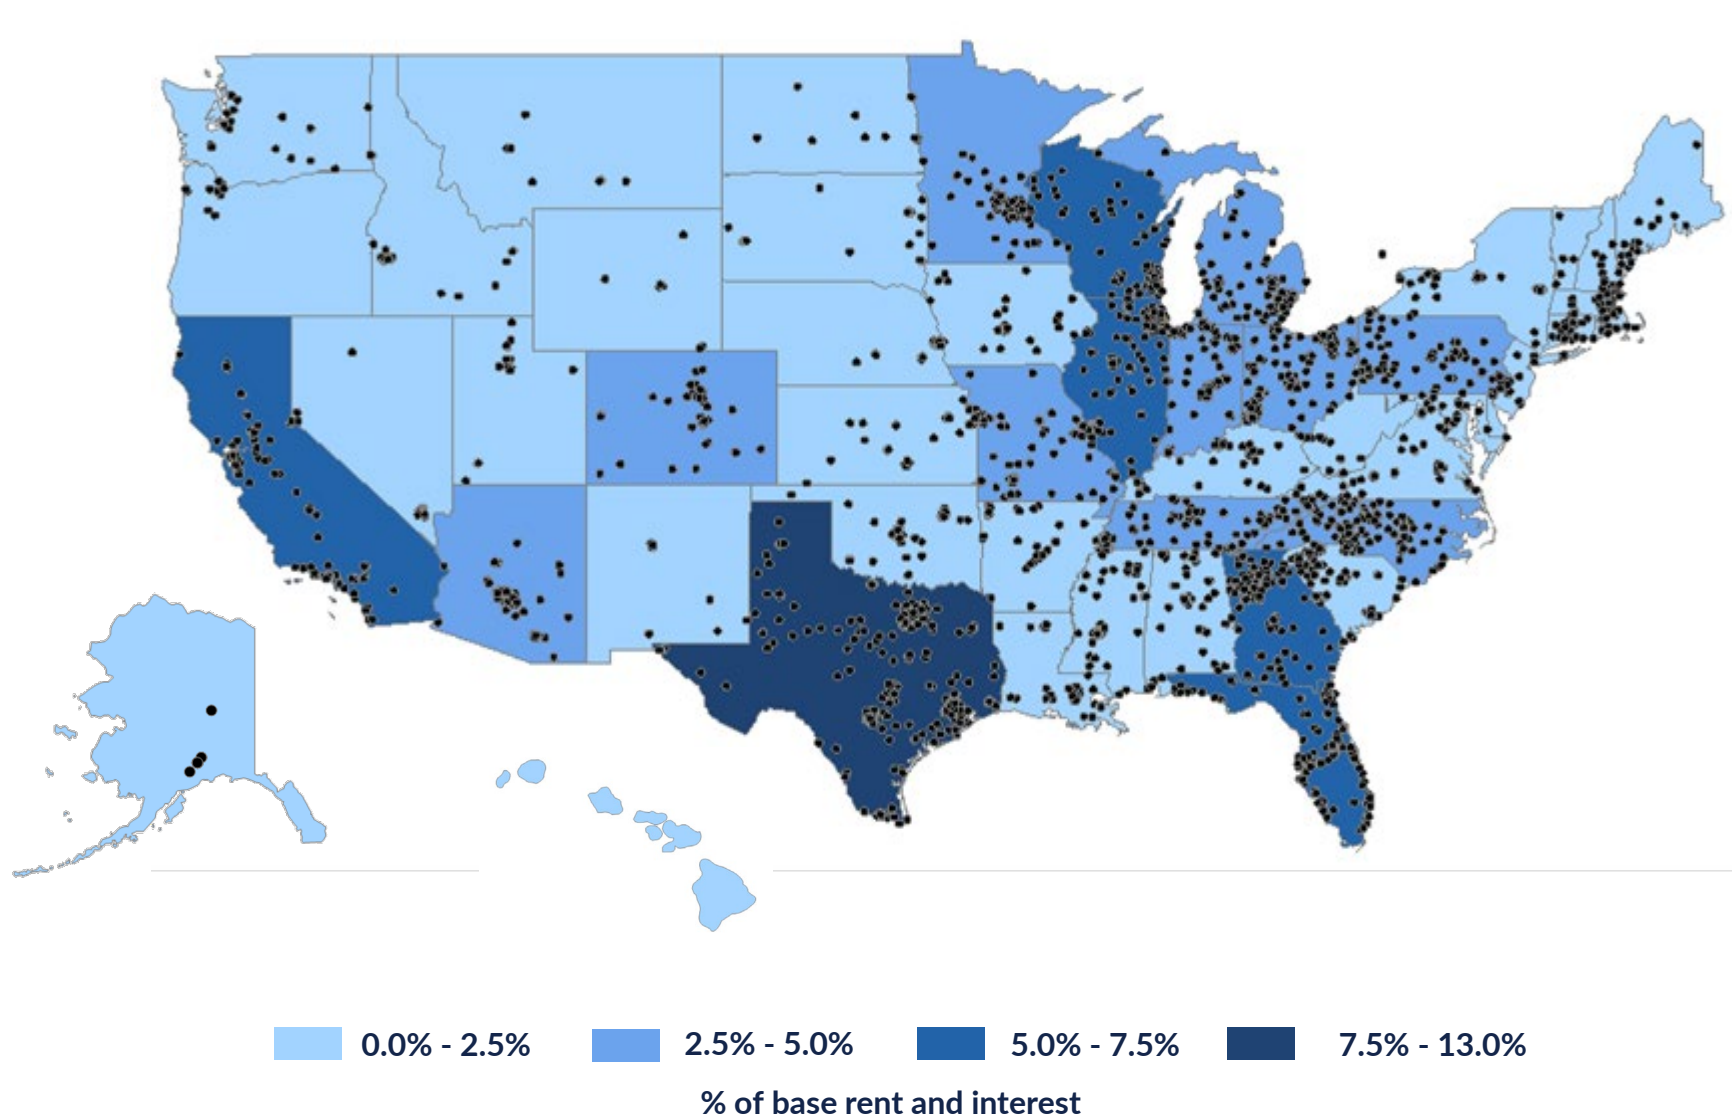 0.0% - 2.5% 2.5% - 5.0% 5.0% - 7.5% 7.5% - 13.0%
% of base rent and interest